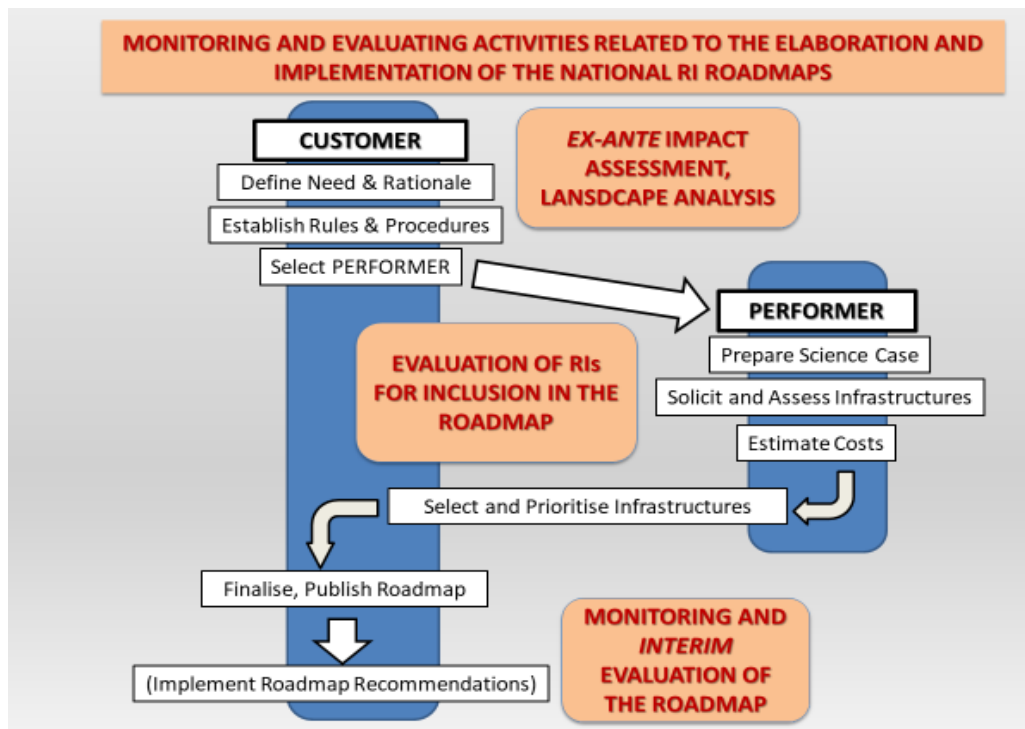 MONITORING AND EVALUATING ACTIVITIES RELATED TO THE ELABORATION AND
IMPLEMENTATION OF THE NATIONAL RI ROADMAPS
CUSTOMER
Define Need & Rationale
Establish Rules & Procedures
Select PERFORMER
EX-ANTE IMPACT
ASSESSMENT,
LANSDCAPE ANALYSIS
PERFORMER
Prepare Science Case
Solicit and Assess Infrastructures
Estimate Costs
EVALUATION OF RIs
FOR INCLUSION IN THE
ROADMAP
Select and Prioritise Infrastructures
Finalise, Publish Roadmap
(Implement Roadmap Recommendations)
MONITORING AND
INTERIM
EVALUATION OF
THE ROADMAP